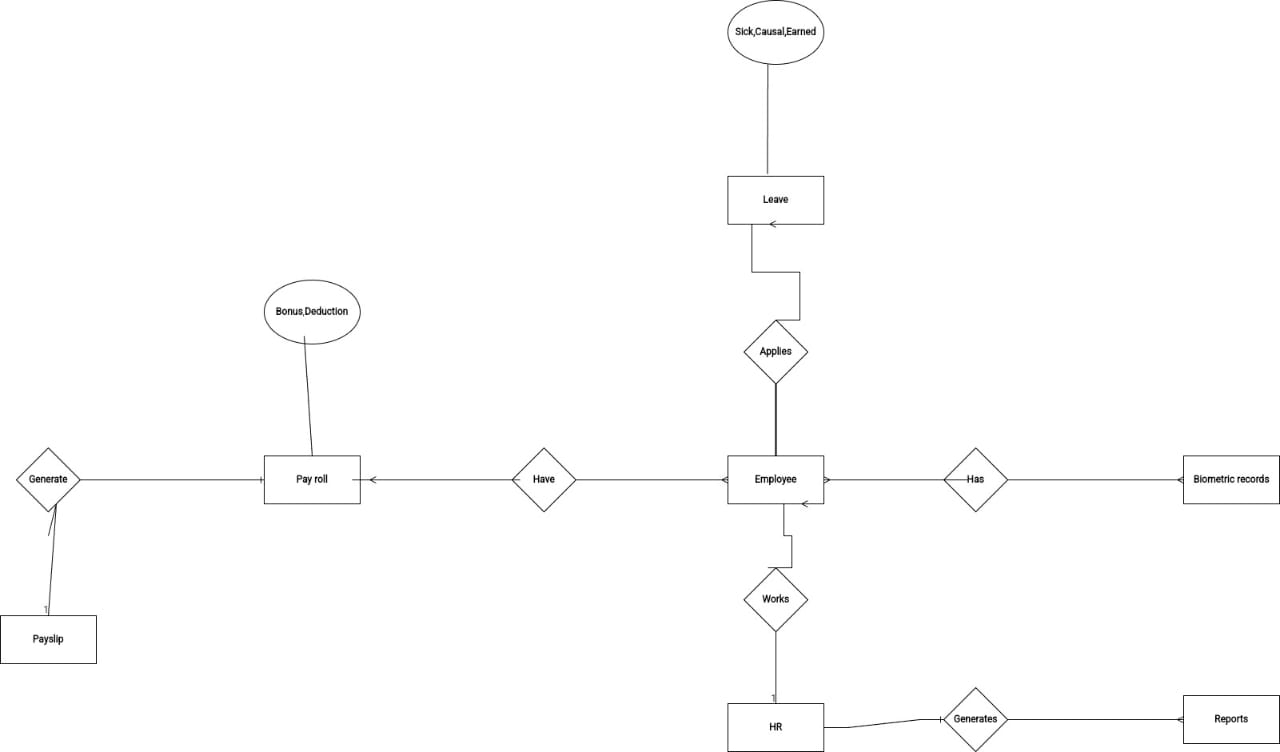 Sick,Causal,Earned
Leave
Bonus,Deduction
Applies
Generate
Pay roll
Have
Employee
Has
Biometric records
Works
1
Payslip
1
HR
Generates
Reports